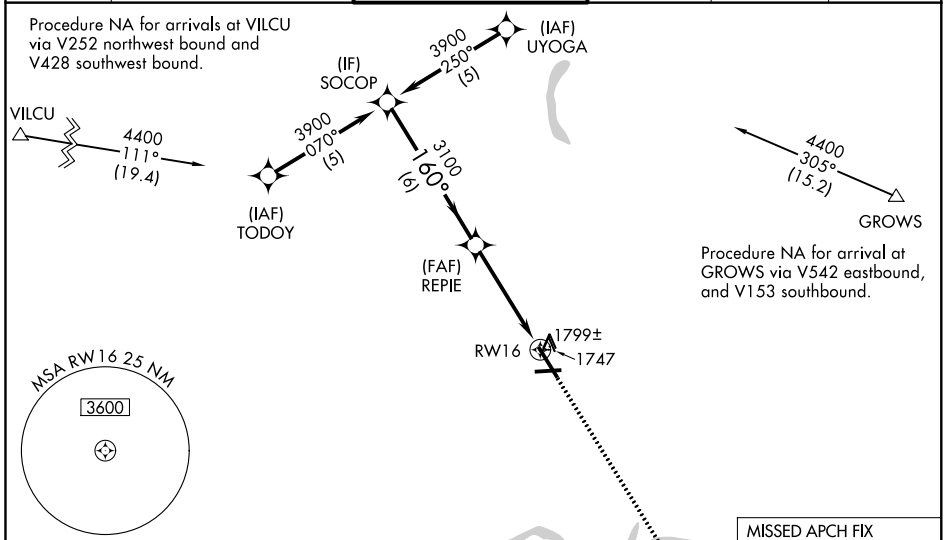 Procedure NA for arrivals at VILCU
via V252 northwest bound and
V428 southwest bound.
(IAF)
UYOGA
3900
250°
(5)
(IF)
SOCOP
VILCU
4400
111°
(19.4)
3900
070°
(5)
(IAF)
TODOY
3100
160°
(6)
4400
305°
(15.2)
GROWS
(FAF)
REPIE
Procedure NA for arrival at
GROWS via V542 eastbound,
and V153 southbound.
RW16
1799±
1747
MSA RW16 25 NM
3600
MISSED APCH FIX